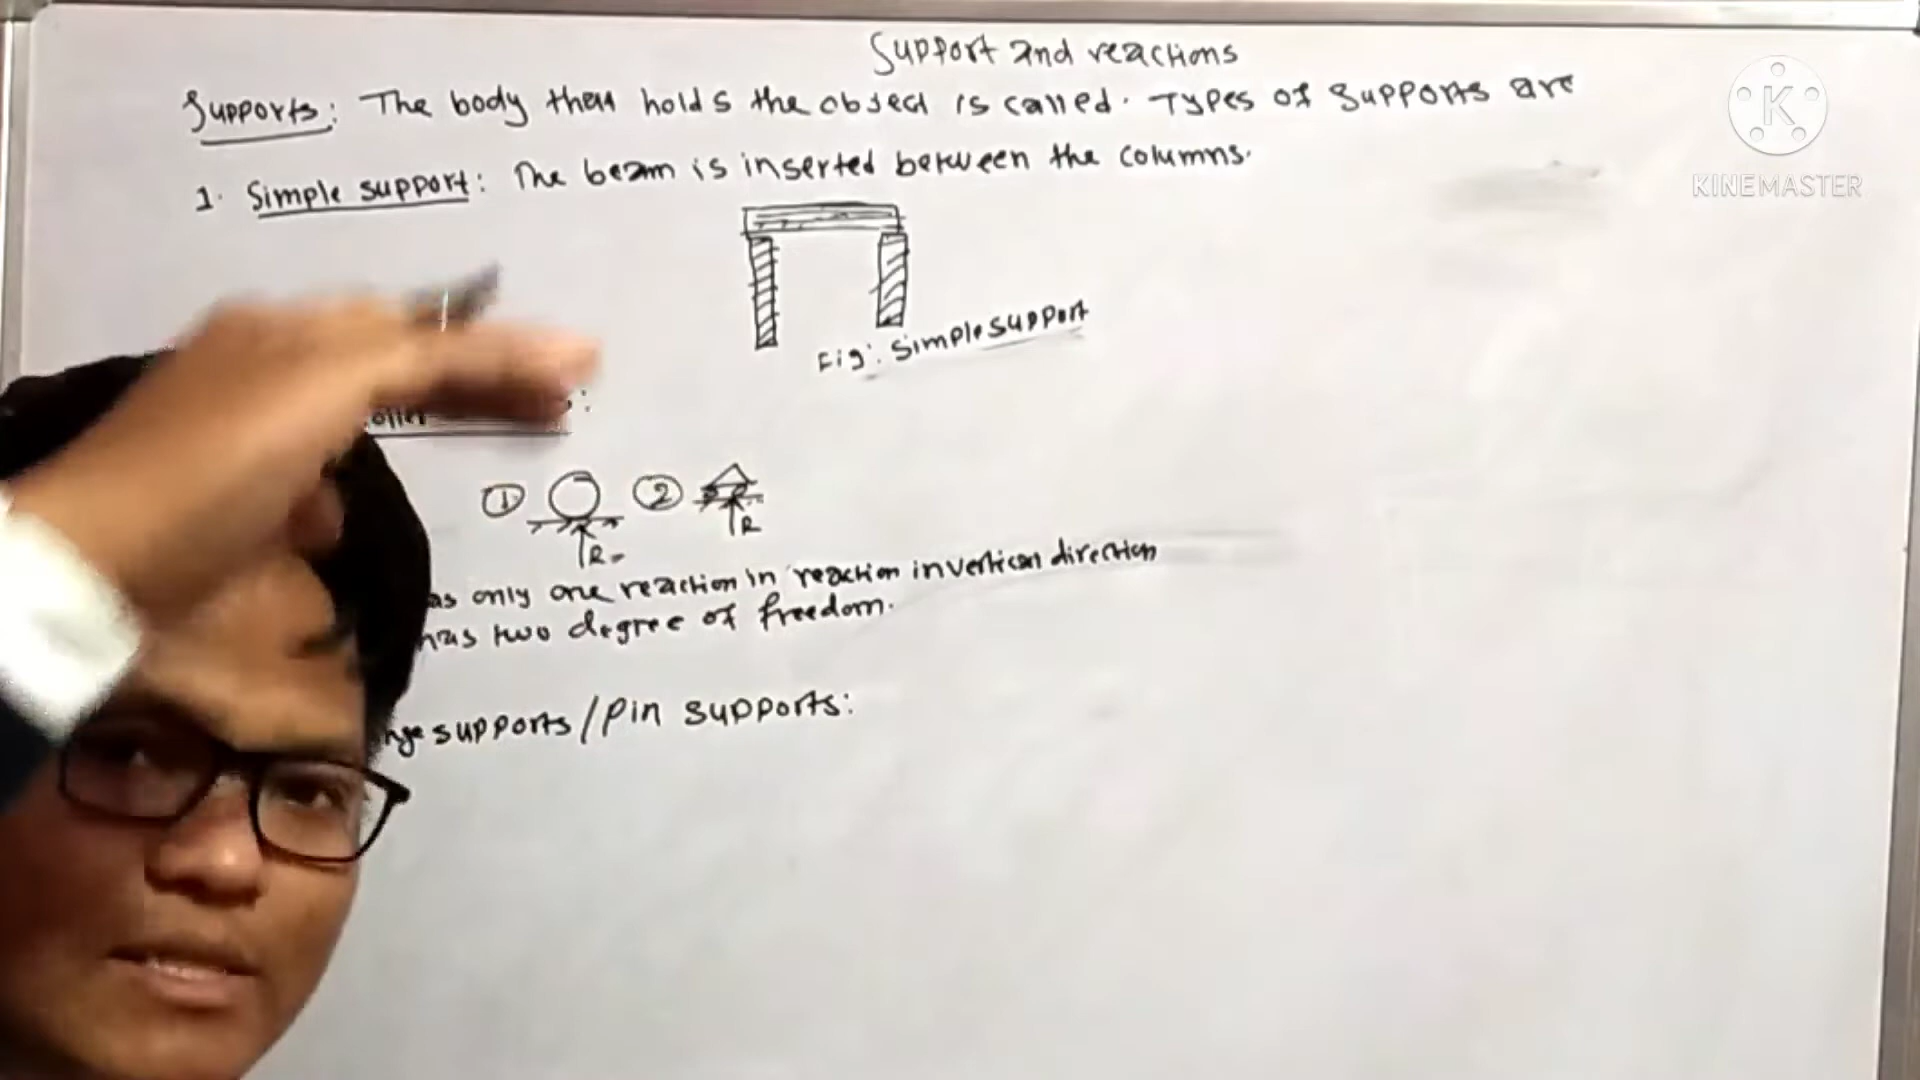 Support and reactions
Supports: The body that holds the object is called. Types of supports are
1. Simple support: The beam is inserted between the columns.
Fig: Simple support
:
① ②
R R
as only one reaction in reaction in vertical direction
has two degree of freedom.
nge supports/Pin supports:
K
KINEMASTER